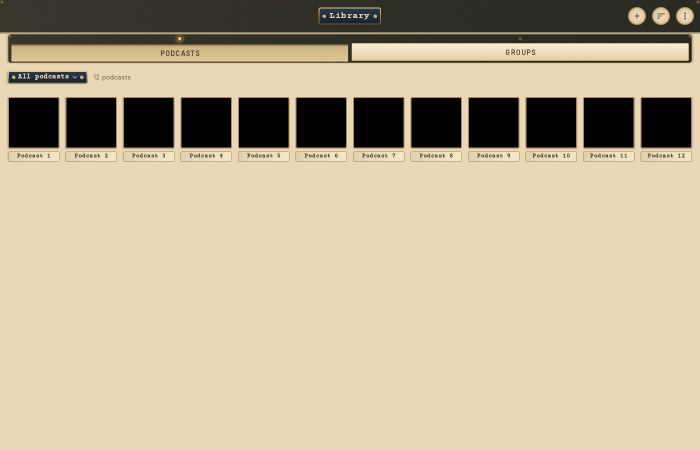 Library
PODCASTS
GROUPS
All podcasts
12 podcasts
Podcast 1
Podcast 2
Podcast 3
Podcast 4
Podcast 5
Podcast 6
Podcast 7
Podcast 8
Podcast 9
Podcast 10
Podcast 11
Podcast 12